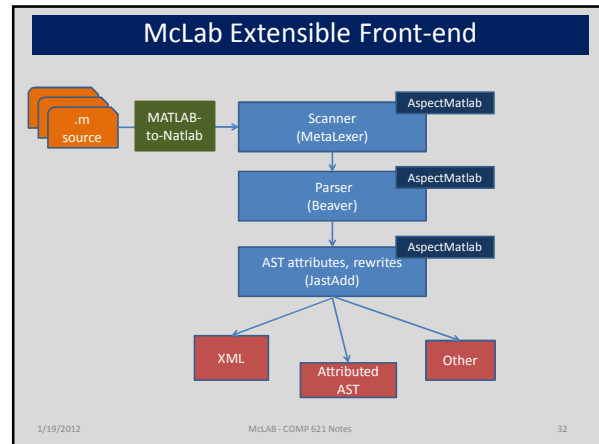 McLab Extensible Front-end
AspectMatlab
.m
source
MATLAB-
to-Natlab
Scanner
(MetaLexer)
AspectMatlab
Parser
(Beaver)
AspectMatlab
AST attributes, rewrites
(JastAdd)
XML
Attributed
AST
Other
1/19/2012
McLAB - COMP 621 Notes
32